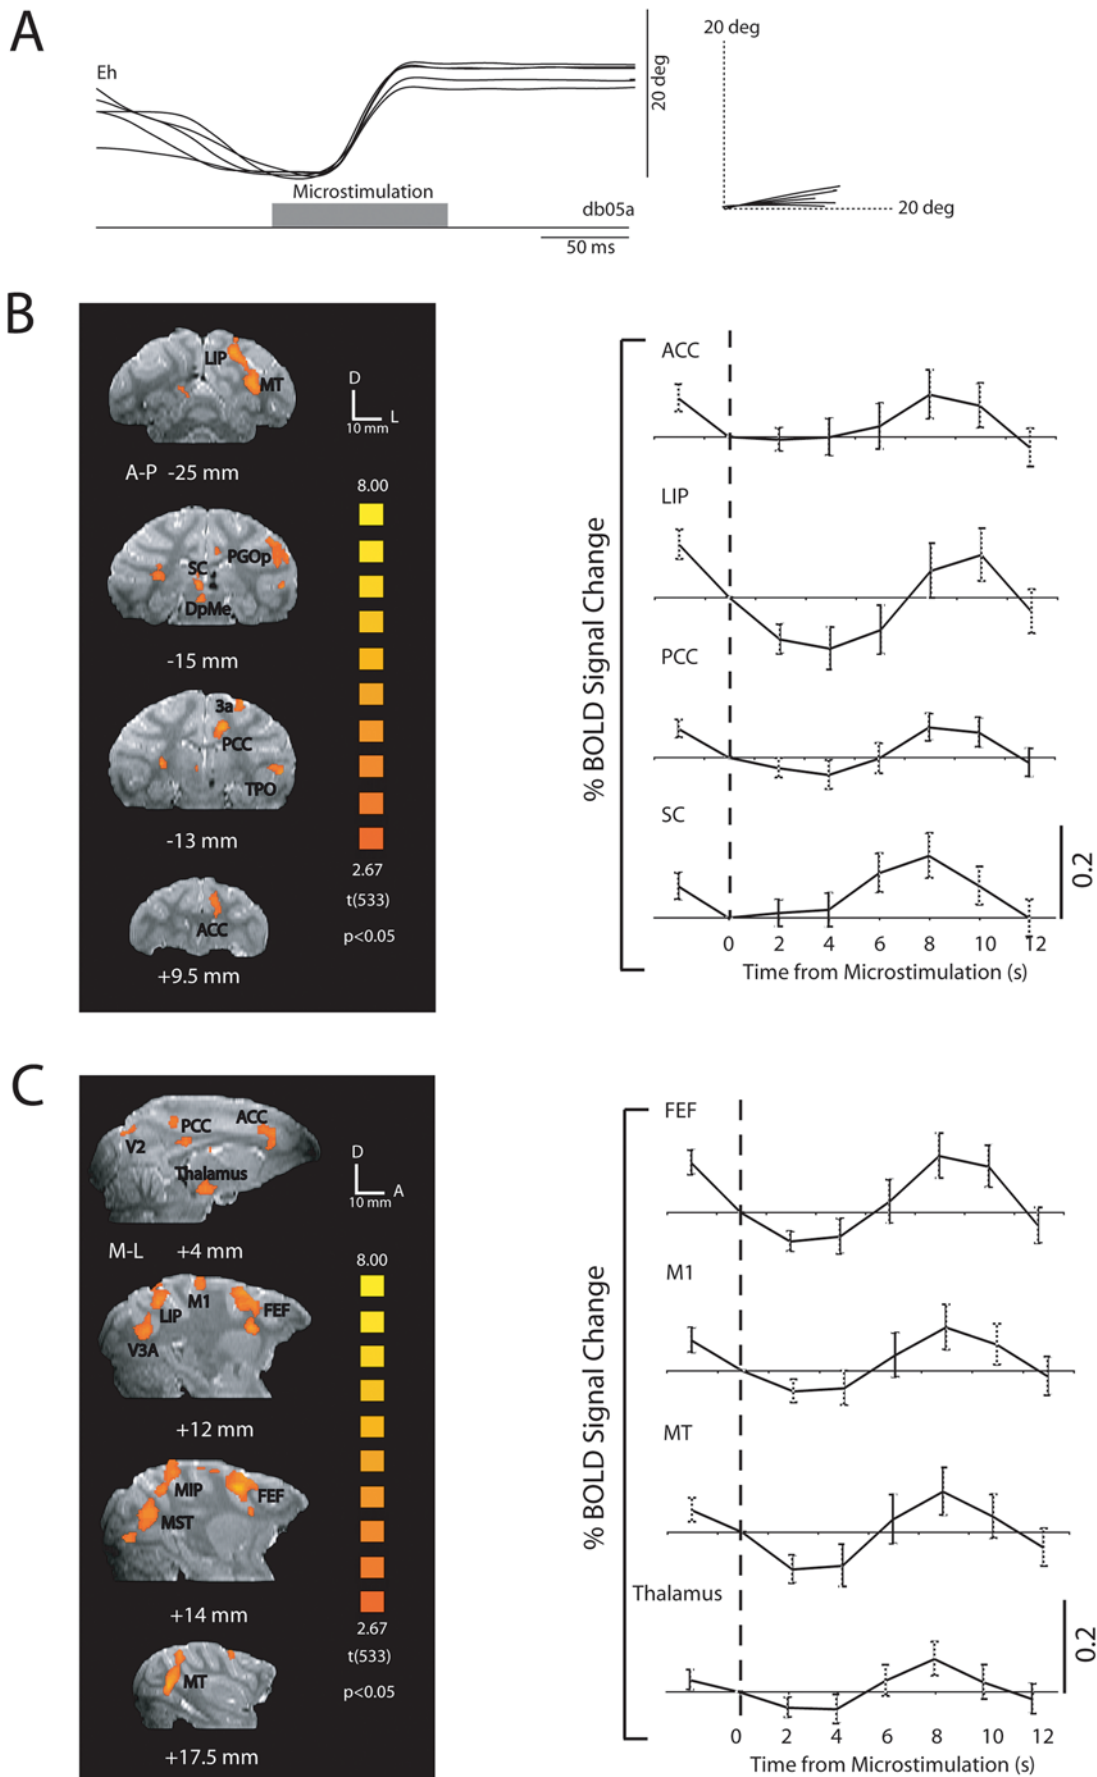 A
Eh
20 deg
Microstimulation
db05a
50 ms
20 deg
20 deg
B
LIP
MT
A-P -25 mm
D
L
10 mm
8.00
PGOp
SC
DpMe
-15 mm
3a
PCC
TPO
-13 mm
2.67
t(533)
p<0.05
ACC
+9.5 mm
% BOLD Signal Change
ACC
LIP
PCC
SC
0.2
0 2 4 6 8 10 12
Time from Microstimulation (s)
C
PCC
ACC
V2
Thalamus
M-L +4 mm
D
A
10 mm
8.00
LIP
M1
FEF
V3A
+12 mm
MIP
FEF
MST
+14 mm
2.67
t(533)
p<0.05
MT
+17.5 mm
% BOLD Signal Change
FEF
M1
MT
Thalamus
0.2
0 2 4 6 8 10 12
Time from Microstimulation (s)